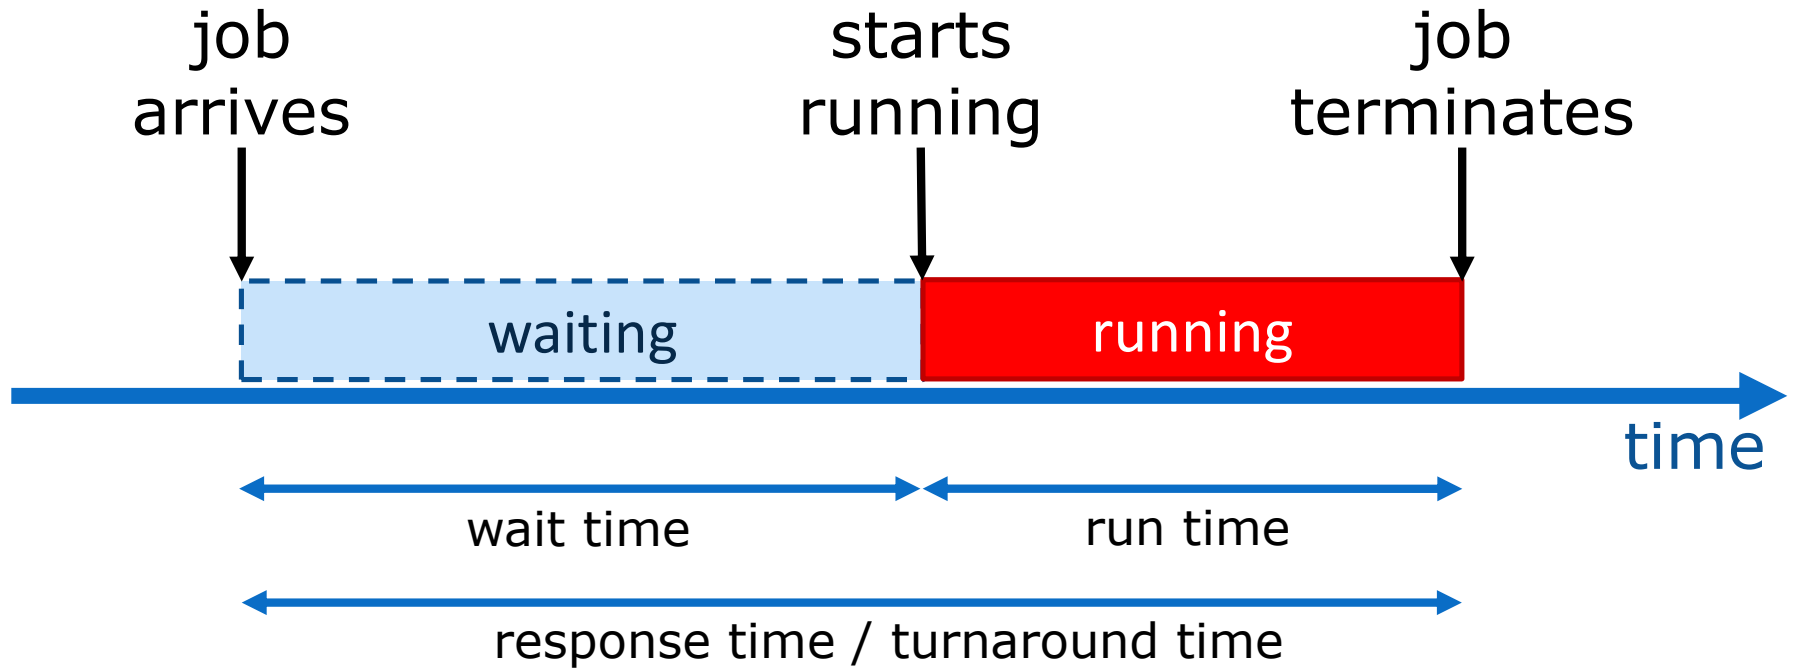 job
arrives
starts
running
job
terminates
waiting
running
time
wait time
run time
response time / turnaround time